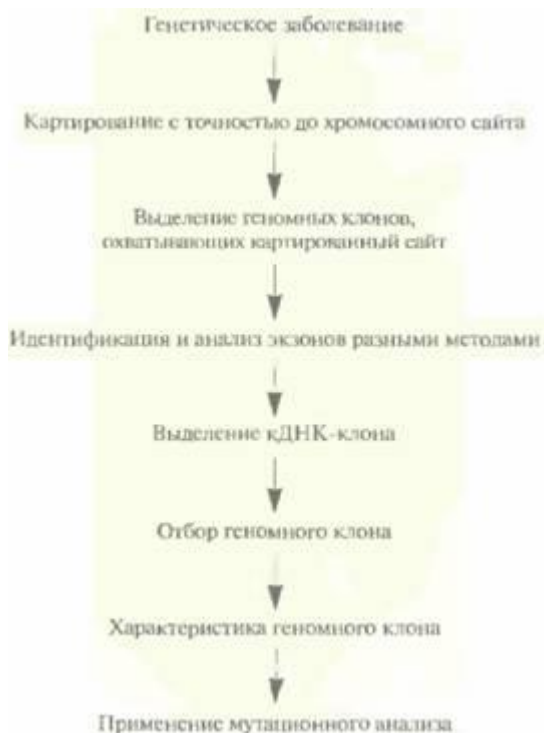 Генетическое заболевание
Картирование с точностью до хромосомного сайта
Выделение геномных клонов,
охватывающих картированный сайт
Идентификация и анализ экзонов разными методами
Выделение кДНК-клона
Отбор геномного клона
Характеристика геномного клона
Применение мутационного анализа